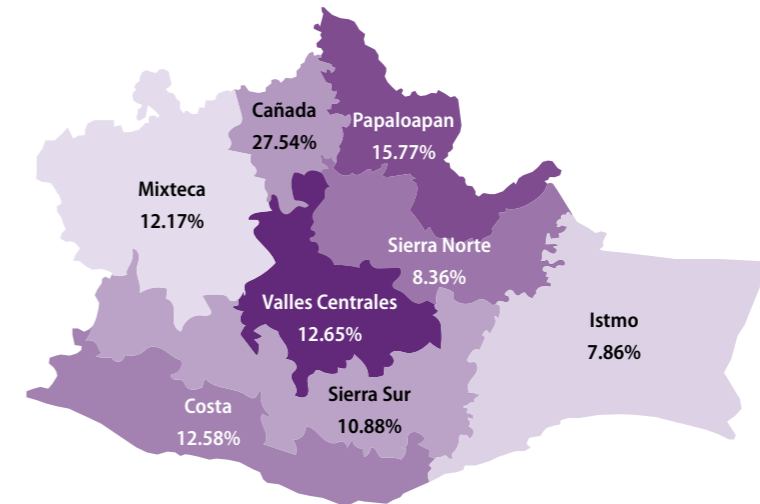 Cañada
27.54%
Papaloapan
15.77%
Mixteca
12.17%
Sierra Norte
8.36%
Valles Centrales
12.65%
Istmo
7.86%
Sierra Sur
10.88%
Costa
12.58%